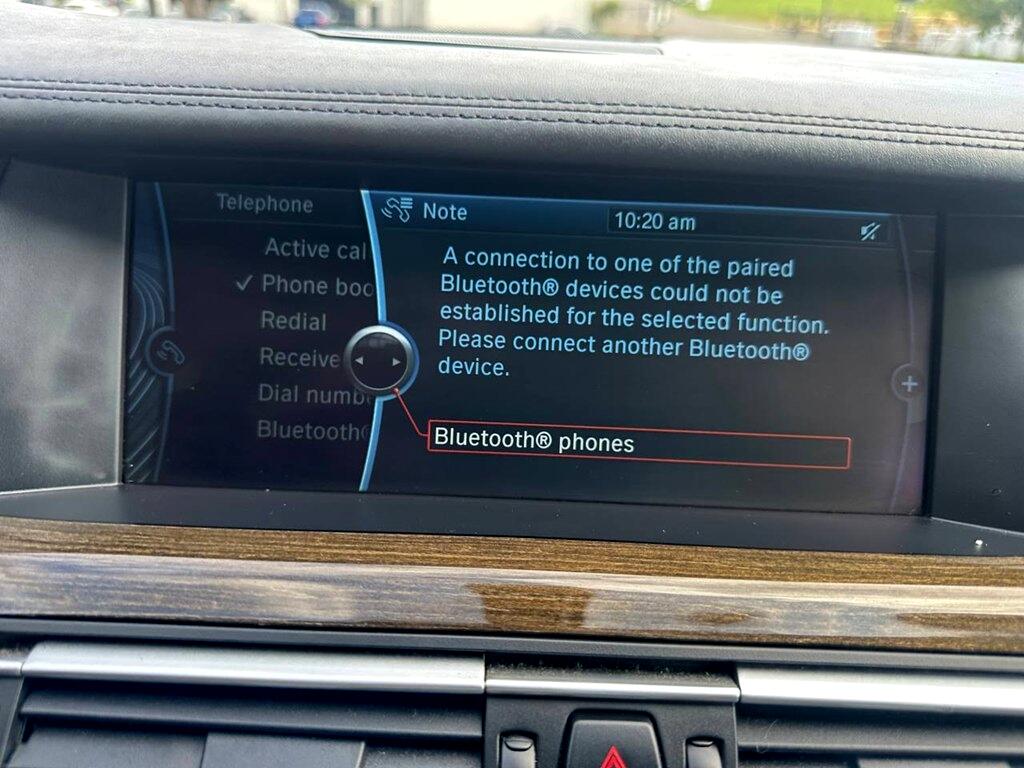 Telephone
Active cal
Phone boo
Redial
Receive
Dial numb
Bluetooth
Note
10:20 am
A connection to one of the paired
Bluetooth® devices could not be
established for the selected function.
Please connect another Bluetooth®
device.
Bluetooth® phones